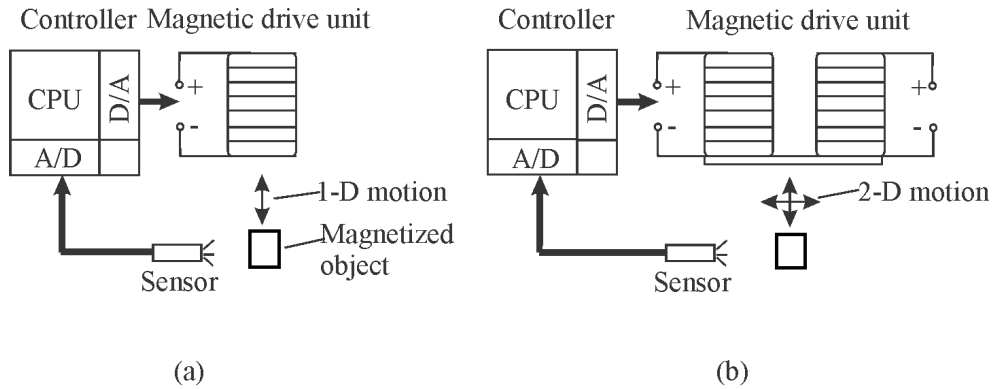 Controller Magnetic drive unit
CPU
D/A
+
-
A/D
1-D motion
Magnetized
object
Sensor
(a)
Controller
Magnetic drive unit
CPU
D/A
+
-
+
-
A/D
2-D motion
Sensor
(b)